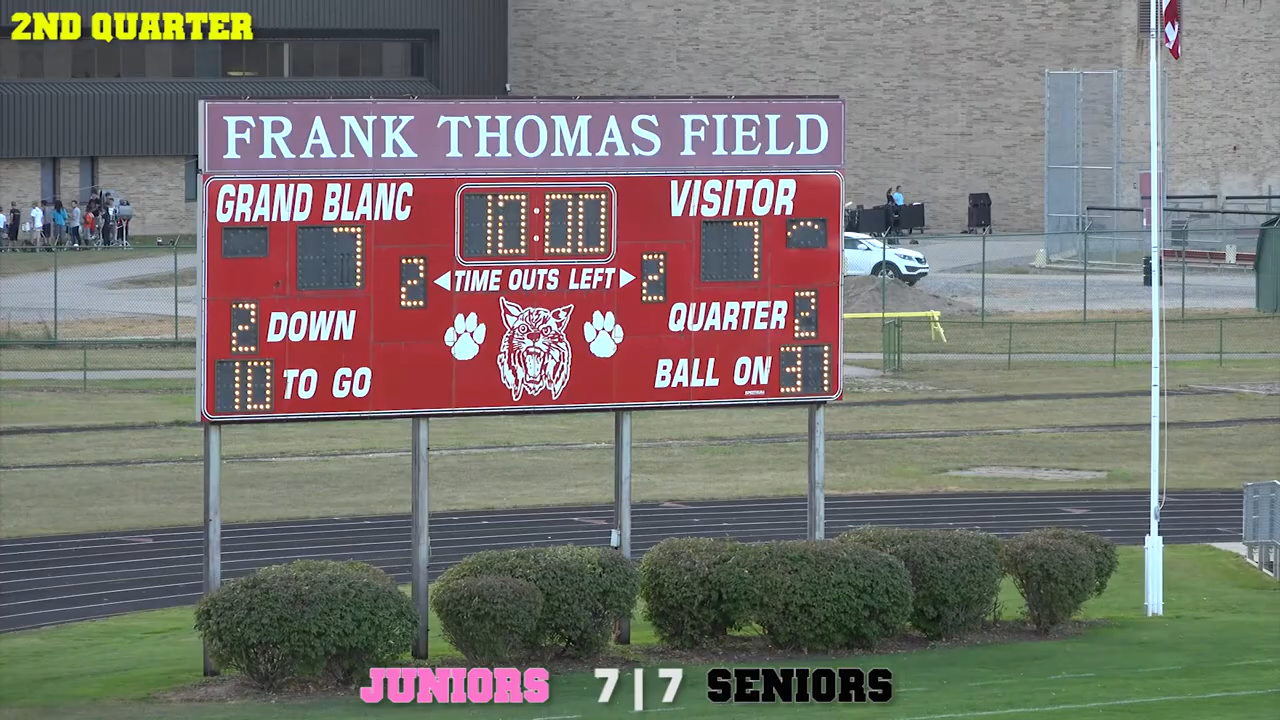 2ND QUARTER
FRANK THOMAS FIELD
GRAND BLANC 10:00 VISITOR
7 7
2 TIME OUTS LEFT 2
2 DOWN QUARTER 2
10 TO GO BALL ON 31
JUNIORS 7 | 7 SENIORS